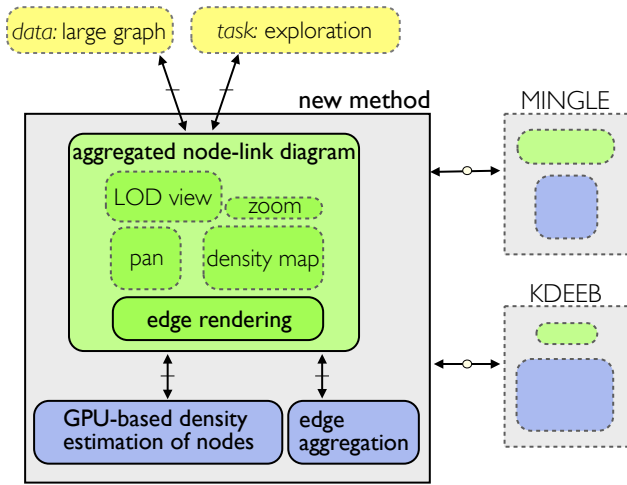 data: large graph
task: exploration
new method
MINGLE
aggregated node-link diagram
LOD view
zoom
pan
density map
edge rendering
KDEEB
GPU-based density
estimation of nodes
edge
aggregation